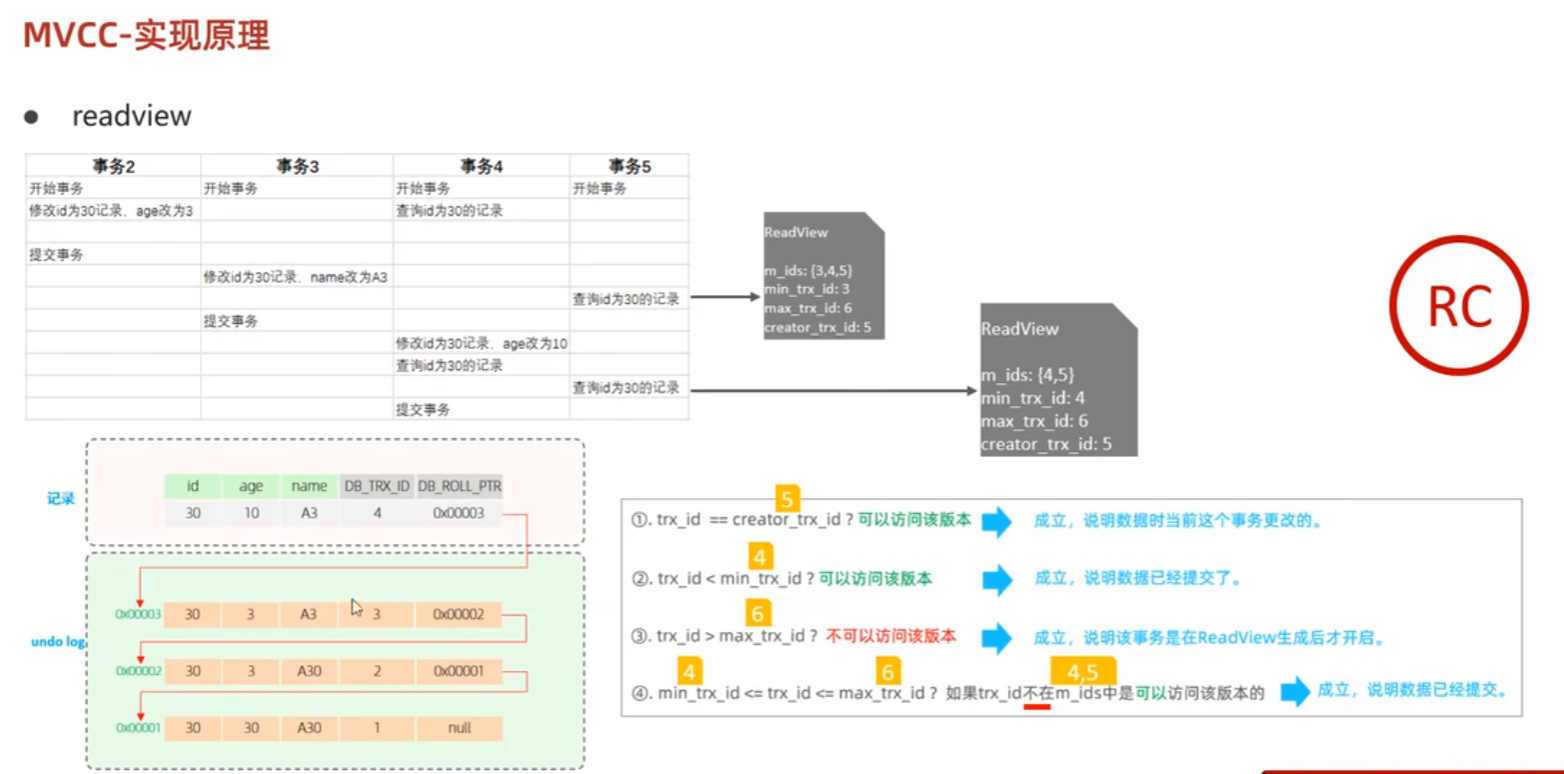 MVCC-实现原理
● readview
事务2 事务3 事务4 事务5
开始事务 开始事务 开始事务 开始事务
修改id为30记录、age改为3 查询id为30的记录
提交事务
修改id为30记录、name改为A3
查询id为30的记录
提交事务
修改id为30记录、age改为10
查询id为30的记录
查询id为30的记录
提交事务
ReadView
m_ids: {3,4,5}
min_trx_id: 3
max_trx_id: 6
creator_trx_id: 5
ReadView
m_ids: {4,5}
min_trx_id: 4
max_trx_id: 6
creator_trx_id: 5
RC
记录
id age name DB_TRX_ID DB_ROLL_PTR
30 10 A3 4 0x00003
undo log
0x00003 30 3 A3 3 0x00002
0x00002 30 3 A30 2 0x00001
0x00001 30 30 A30 1 null
5
①. trx_id == creator_trx_id ? 可以访问该版本 成立，说明数据时当前这个事务更改的。
4
②. trx_id < min_trx_id ? 可以访问该版本 成立，说明数据已经提交了。
6
③. trx_id > max_trx_id ? 不可以访问该版本 成立，说明该事务是在ReadView生成后才开启。
4 6 4,5
④. min_trx_id <= trx_id <= max_trx_id ? 如果trx_id不在m_ids中是可以访问该版本的 成立，说明数据已经提交。